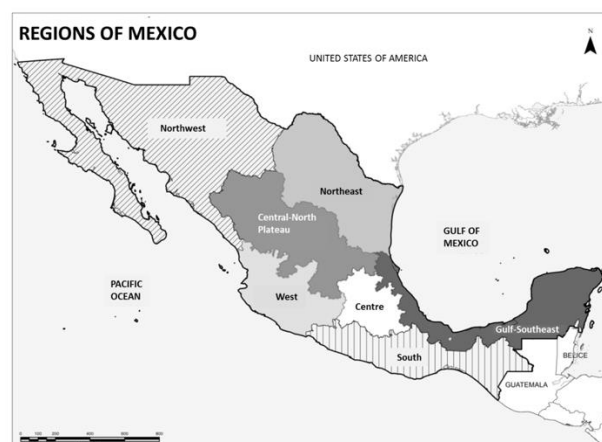 REGIONS OF MEXICO
N
UNITED STATES OF AMERICA
Northwest
Northeast
Central-North
Plateau
GULF OF
MEXICO
PACIFIC
OCEAN
West
Centre
Gulf-Southeast
South
BELICE
GUATEMALA